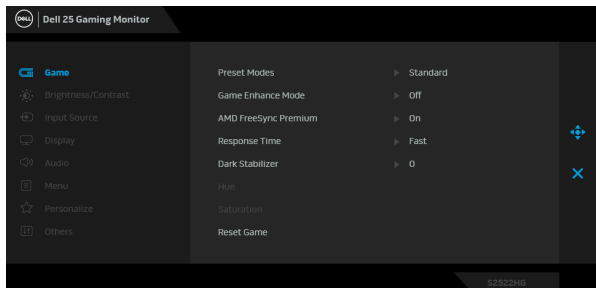 DELL
Dell 25 Gaming Monitor
Game
Preset Modes
Standard
Brightness/Contrast
Game Enhance Mode
Off
Input Source
AMD FreeSync Premium
On
Display
Response Time
Fast
Audio
Dark Stabilizer
0
Menu
Hue
Personalize
Saturation
Others
Reset Game
S2522HG